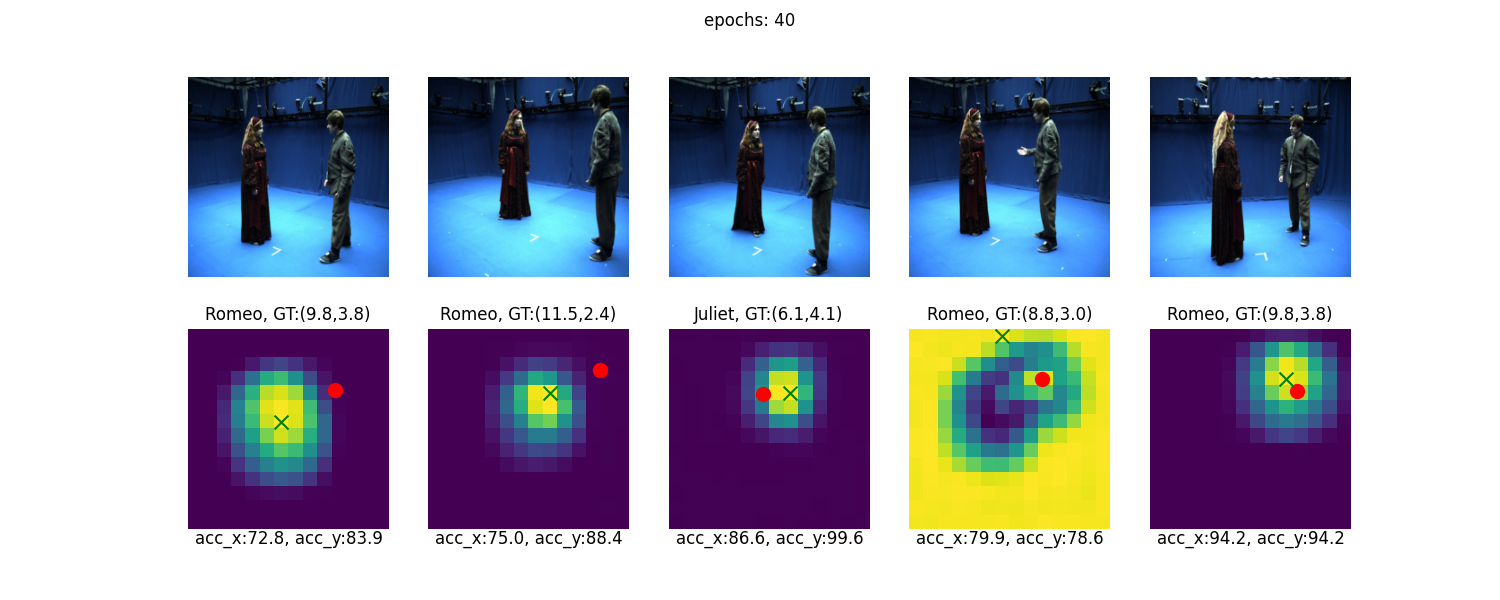 epochs: 40
Romeo, GT:(9.8,3.8)
Romeo, GT:(11.5,2.4)
Juliet, GT:(6.1,4.1)
Romeo, GT:(8.8,3.0)
Romeo, GT:(9.8,3.8)
acc_x:72.8, acc_y:83.9
acc_x:75.0, acc_y:88.4
acc_x:86.6, acc_y:99.6
acc_x:79.9, acc_y:78.6
acc_x:94.2, acc_y:94.2